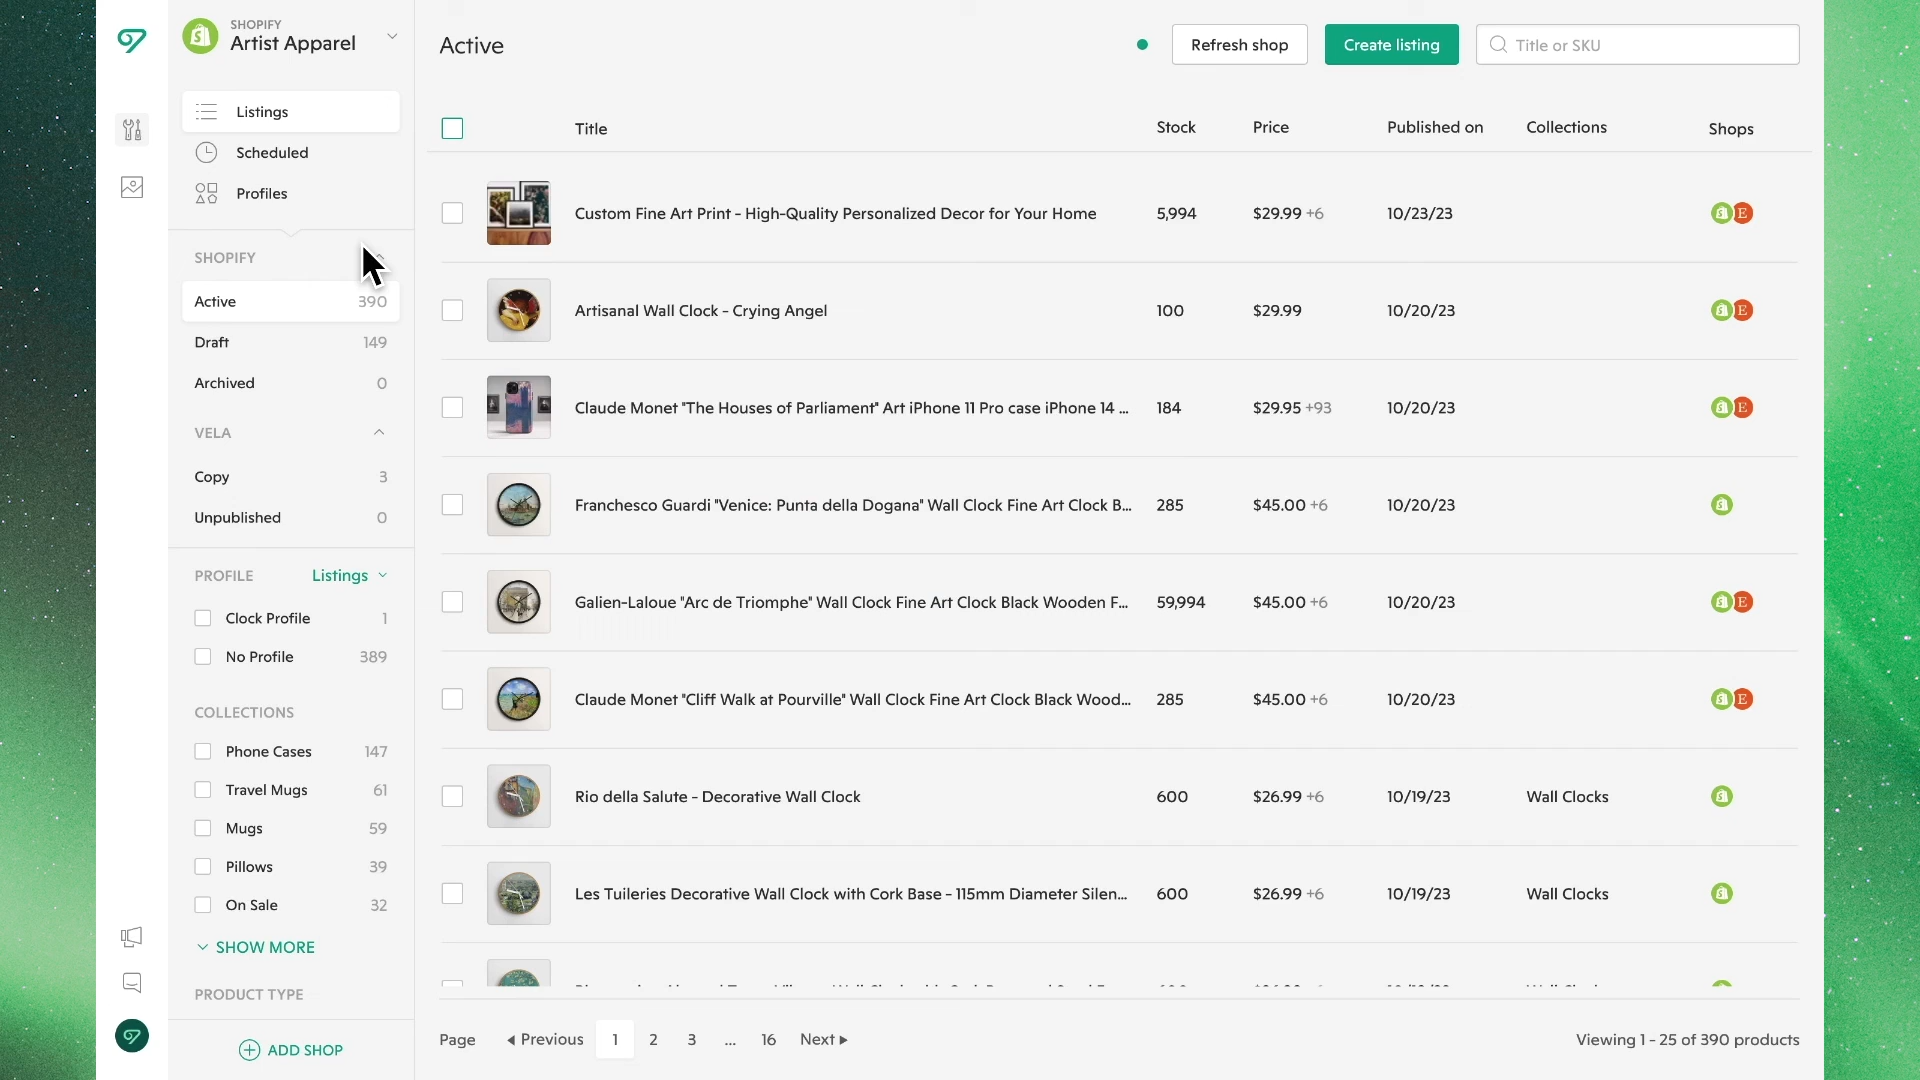 SHOPIFY
Artist Apparel
Listings
Scheduled
Profiles
SHOPIFY
Active 390
Draft 149
Archived 0
VELA
Copy 3
Unpublished 0
PROFILE Listings
Clock Profile 1
No Profile 389
COLLECTIONS
Phone Cases 147
Travel Mugs 61
Mugs 59
Pillows 39
On Sale 32
SHOW MORE
PRODUCT TYPE
ADD SHOP
Active
Refresh shop
Create listing
Title or SKU
Title Stock Price Published on Collections Shops
Custom Fine Art Print - High-Quality Personalized Decor for Your Home 5,994 $29.99 +6 10/23/23 E
Artisanal Wall Clock - Crying Angel 100 $29.99 10/20/23 E
Claude Monet "The Houses of Parliament" Art iPhone 11 Pro case iPhone 14 ... 184 $29.95 +93 10/20/23 E
Franchesco Guardi "Venice: Punta della Dogana" Wall Clock Fine Art Clock B... 285 $45.00 +6 10/20/23
Galien-Laloue "Arc de Triomphe" Wall Clock Fine Art Clock Black Wooden F... 59,994 $45.00 +6 10/20/23 E
Claude Monet "Cliff Walk at Pourville" Wall Clock Fine Art Clock Black Wood... 285 $45.00 +6 10/20/23 E
Rio della Salute - Decorative Wall Clock 600 $26.99 +6 10/19/23 Wall Clocks
Les Tuileries Decorative Wall Clock with Cork Base - 115mm Diameter Silen... 600 $26.99 +6 10/19/23 Wall Clocks
Page Previous 1 2 3 ... 16 Next
Viewing 1 - 25 of 390 products